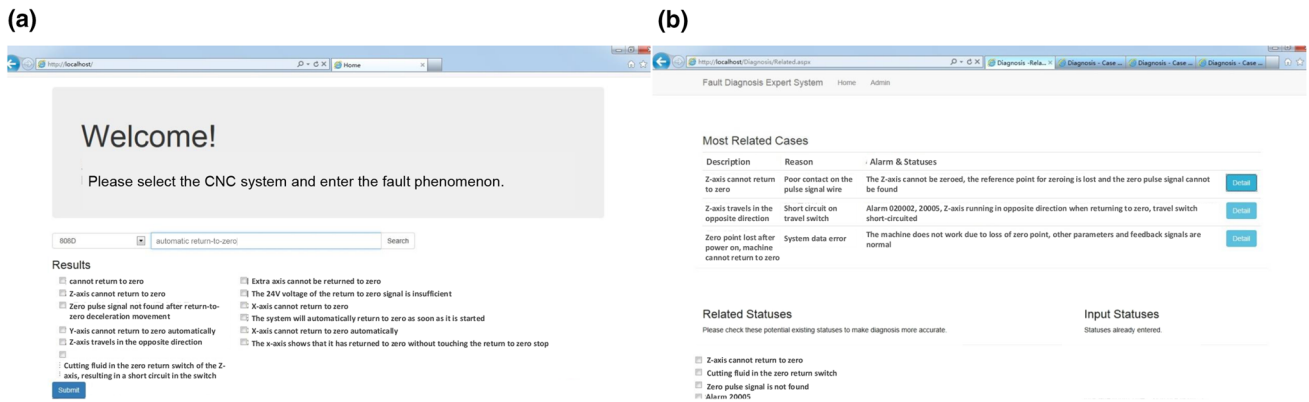 (a)
http://localhost/
Home
Welcome!
Please select the CNC system and enter the fault phenomenon.
808D
automatic return-to-zero
Search
Results
cannot return to zero
Z-axis cannot return to zero
Zero pulse signal not found after return-to-
zero deceleration movement
Y-axis cannot return to zero automatically
Z-axis travels in the opposite direction
Cutting fluid in the zero return switch of the Z-
axis, resulting in a short circuit in the switch
Extra axis cannot be returned to zero
The 24V voltage of the return to zero signal is insufficient
X-axis cannot return to zero
The system will automatically return to zero as soon as it is started
X-axis cannot return to zero automatically
The x-axis shows that it has returned to zero without touching the return to zero stop
Submit
(b)
http://localhost/Diagnosis/Related.aspx
Diagnosis -Rela...
Diagnosis - Case ...
Diagnosis - Case ...
Diagnosis - Case ...
Fault Diagnosis Expert System Home Admin
Most Related Cases
Description Reason Alarm & Statuses
Z-axis cannot return
to zero
Poor contact on the
pulse signal wire
The Z-axis cannot be zeroed, the reference point for zeroing is lost and the zero pulse signal cannot
be found
Detail
Z-axis travels in the
opposite direction
Short circuit on
travel switch
Alarm 020002, 20005, Z-axis running in opposite direction when returning to zero, travel switch
short-circuited
Detail
Zero point lost after
power on, machine
cannot return to zero
System data error
The machine does not work due to loss of zero point, other parameters and feedback signals are
normal
Detail
Related Statuses
Please check these potential existing statuses to make diagnosis more accurate.
Z-axis cannot return to zero
Cutting fluid in the zero return switch
Zero pulse signal is not found
Alarm 20005
Input Statuses
Statuses already entered.